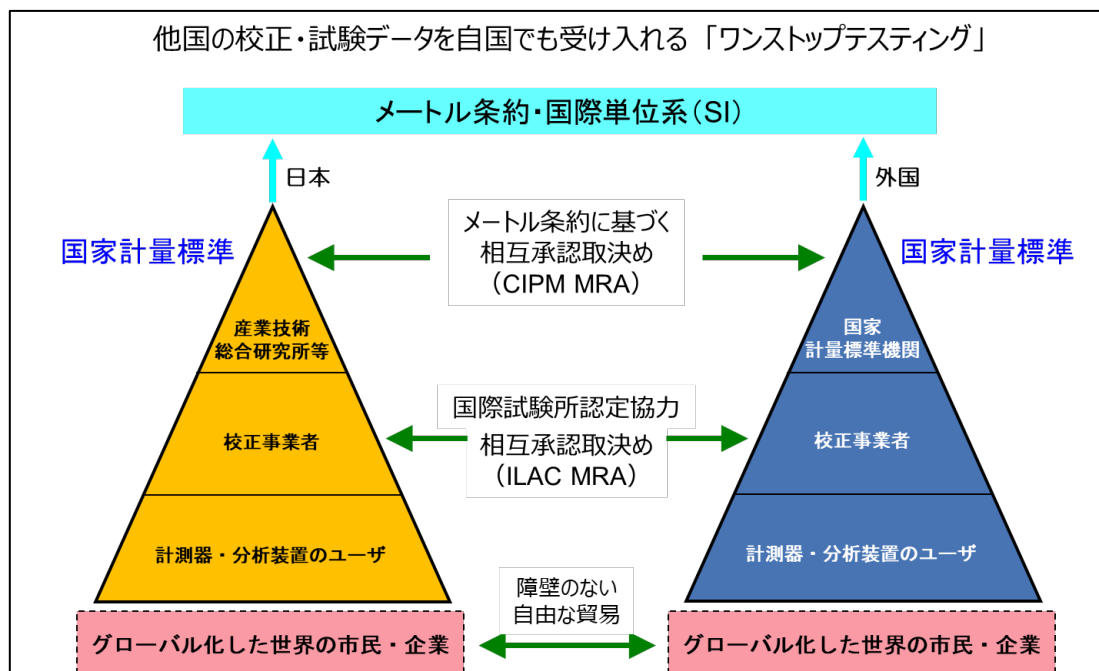 他国の校正・試験データを自国でも受け入れる「ワンストップテスティング」
メートル条約・国際単位系(SI)
日本
外国
国家計量標準
メートル条約に基づく
相互承認取決め
(CIPM MRA)
国家計量標準
産業技術
総合研究所等
国家
計量標準機関
国際試験所認定協力
相互承認取決め
(ILAC MRA)
校正事業者
校正事業者
計測器・分析装置のユーザ
計測器・分析装置のユーザ
障壁のない
自由な貿易
グローバル化した世界の市民・企業
グローバル化した世界の市民・企業